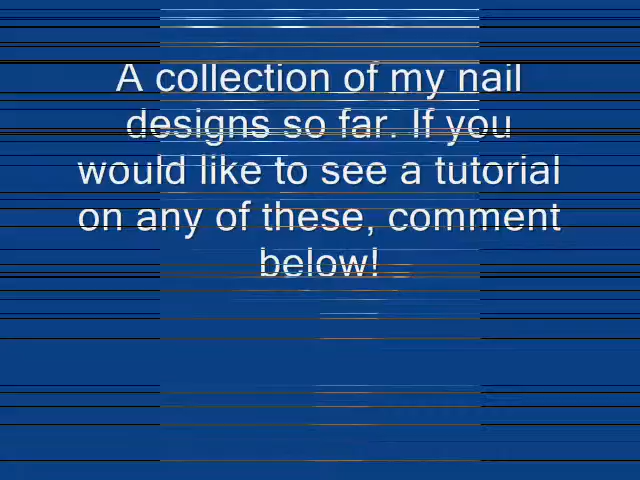 A collection of my nail
designs so far. If you
would like to see a tutorial
on any of these, comment
below!